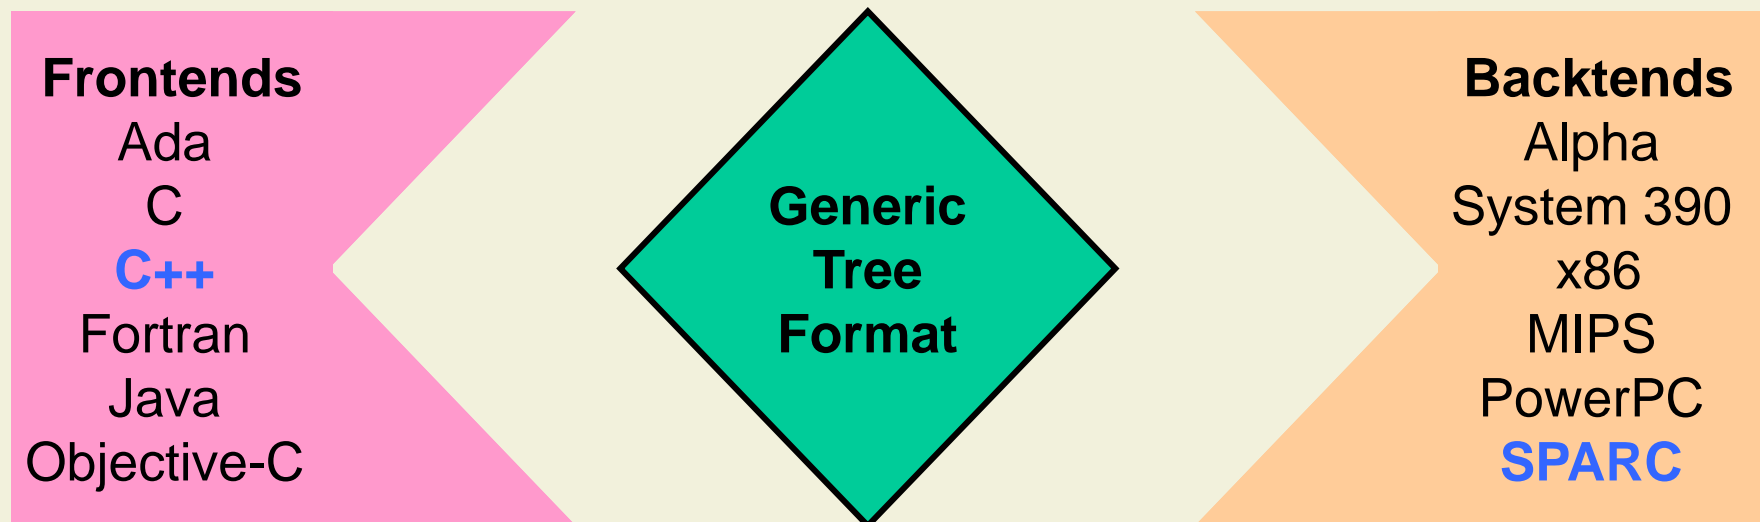 Frontends
Ada
C
C++
Fortran
Java
Objective-C
Generic
Tree
Format
Backtends
Alpha
System 390
x86
MIPS
PowerPC
SPARC